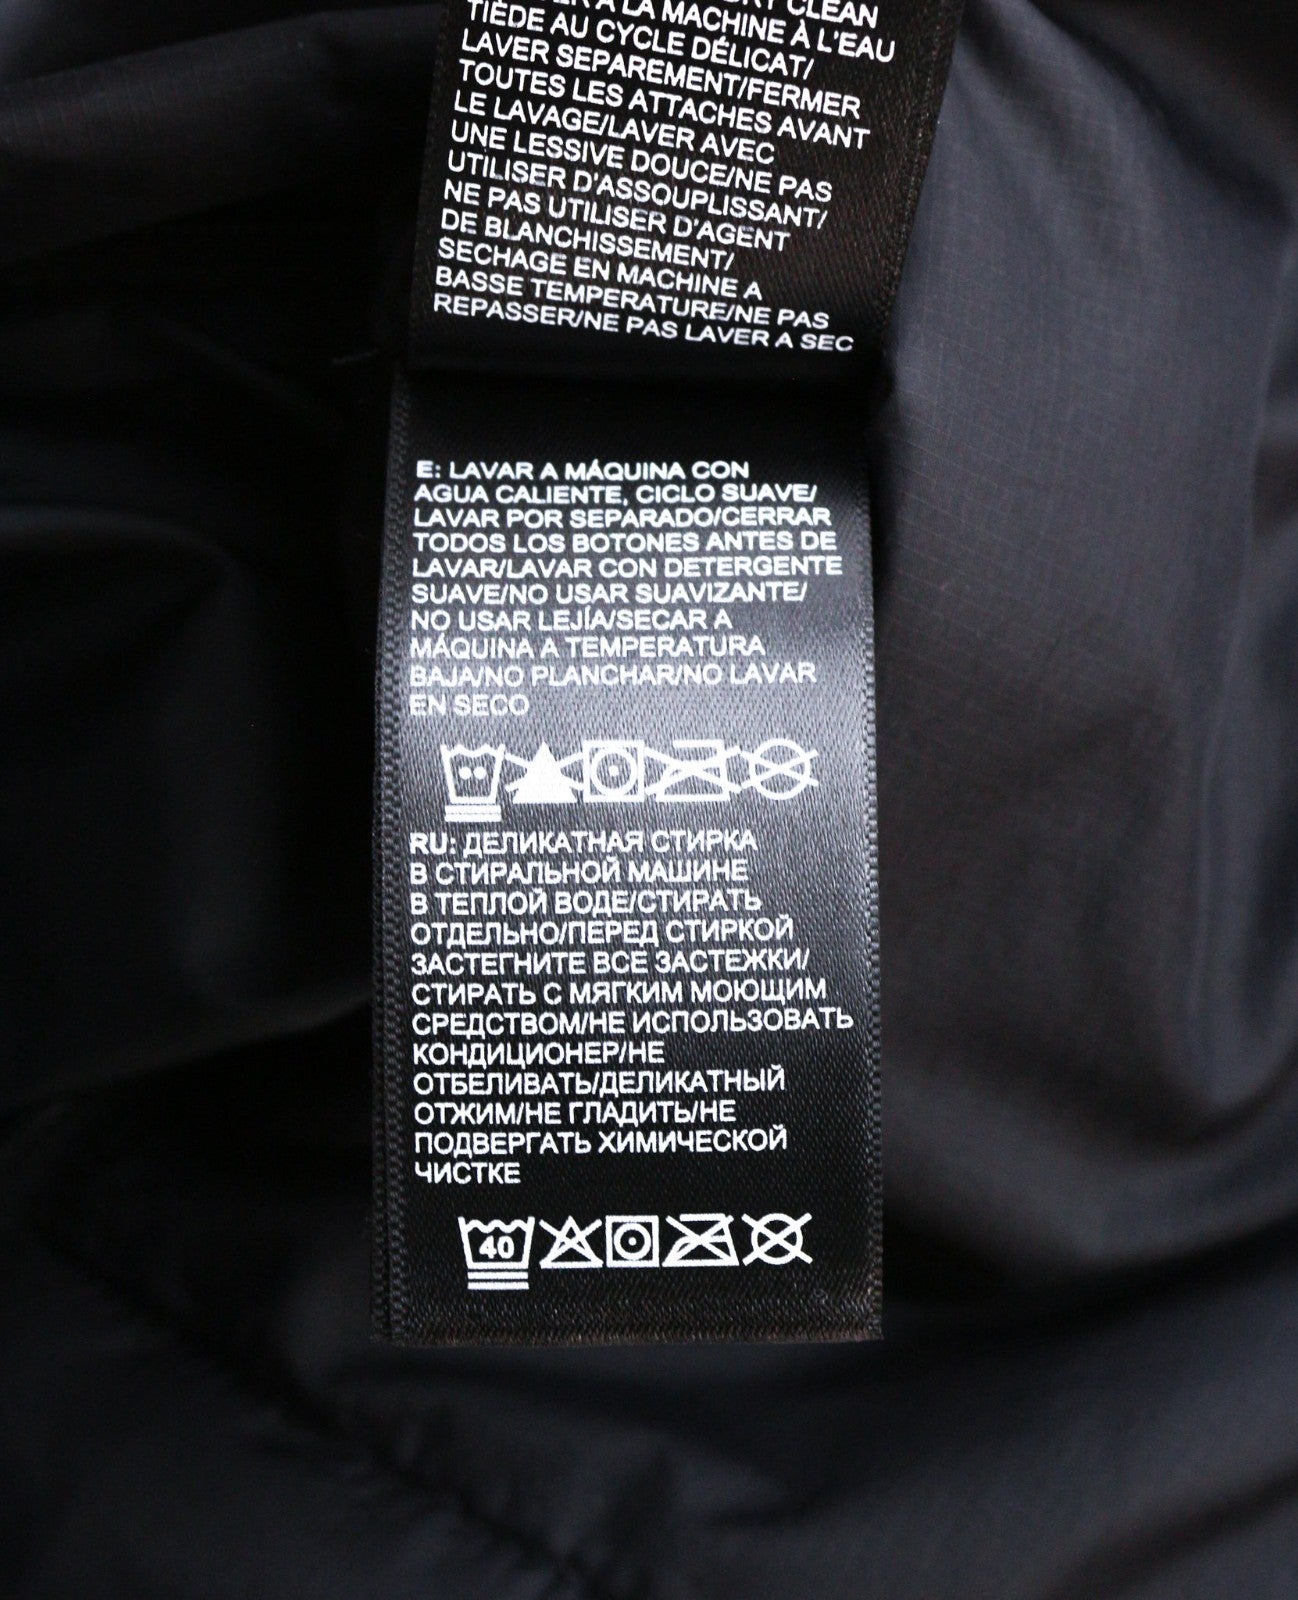 DRY CLEAN
À LA MACHINE À L'EAU
TIÈDE AU CYCLE DÉLICAT/
LAVER SEPAREMENT/FERMER
TOUTES LES ATTACHES AVANT
LE LAVAGE/LAVER AVEC
UNE LESSIVE DOUCE/NE PAS
UTILISER D'ASSOUPLISSANT/
NE PAS UTILISER D'AGENT
DE BLANCHISSEMENT/
SECHAGE EN MACHINE A
BASSE TEMPERATURE/NE PAS
REPASSER/NE PAS LAVER A SEC
E: LAVAR A MÁQUINA CON
AGUA CALIENTE, CICLO SUAVE/
LAVAR POR SEPARADO/CERRAR
TODOS LOS BOTONES ANTES DE
LAVAR/LAVAR CON DETERGENTE
SUAVE/NO USAR SUAVIZANTE/
NO USAR LEJÍA/SECAR A
MÁQUINA A TEMPERATURA
BAJA/NO PLANCHAR/NO LAVAR
EN SECO
RU: ДЕЛИКАТНАЯ СТИРКА
В СТИРАЛЬНОЙ МАШИНЕ
В ТЕПЛОЙ ВОДЕ/СТИРАТЬ
ОТДЕЛЬНО/ПЕРЕД СТИРКОЙ
ЗАСТЕГНИТЕ ВСЕ ЗАСТЕЖКИ/
СТИРАТЬ С МЯГКИМ МОЮЩИМ
СРЕДСТВОМ/НЕ ИСПОЛЬЗОВАТЬ
КОНДИЦИОНЕР/НЕ
ОТБЕЛИВАТЬ/ДЕЛИКАТНЫЙ
ОТЖИМ/НЕ ГЛАДИТЬ/НЕ
ПОДВЕРГАТЬ ХИМИЧЕСКОЙ
ЧИСТКЕ
40